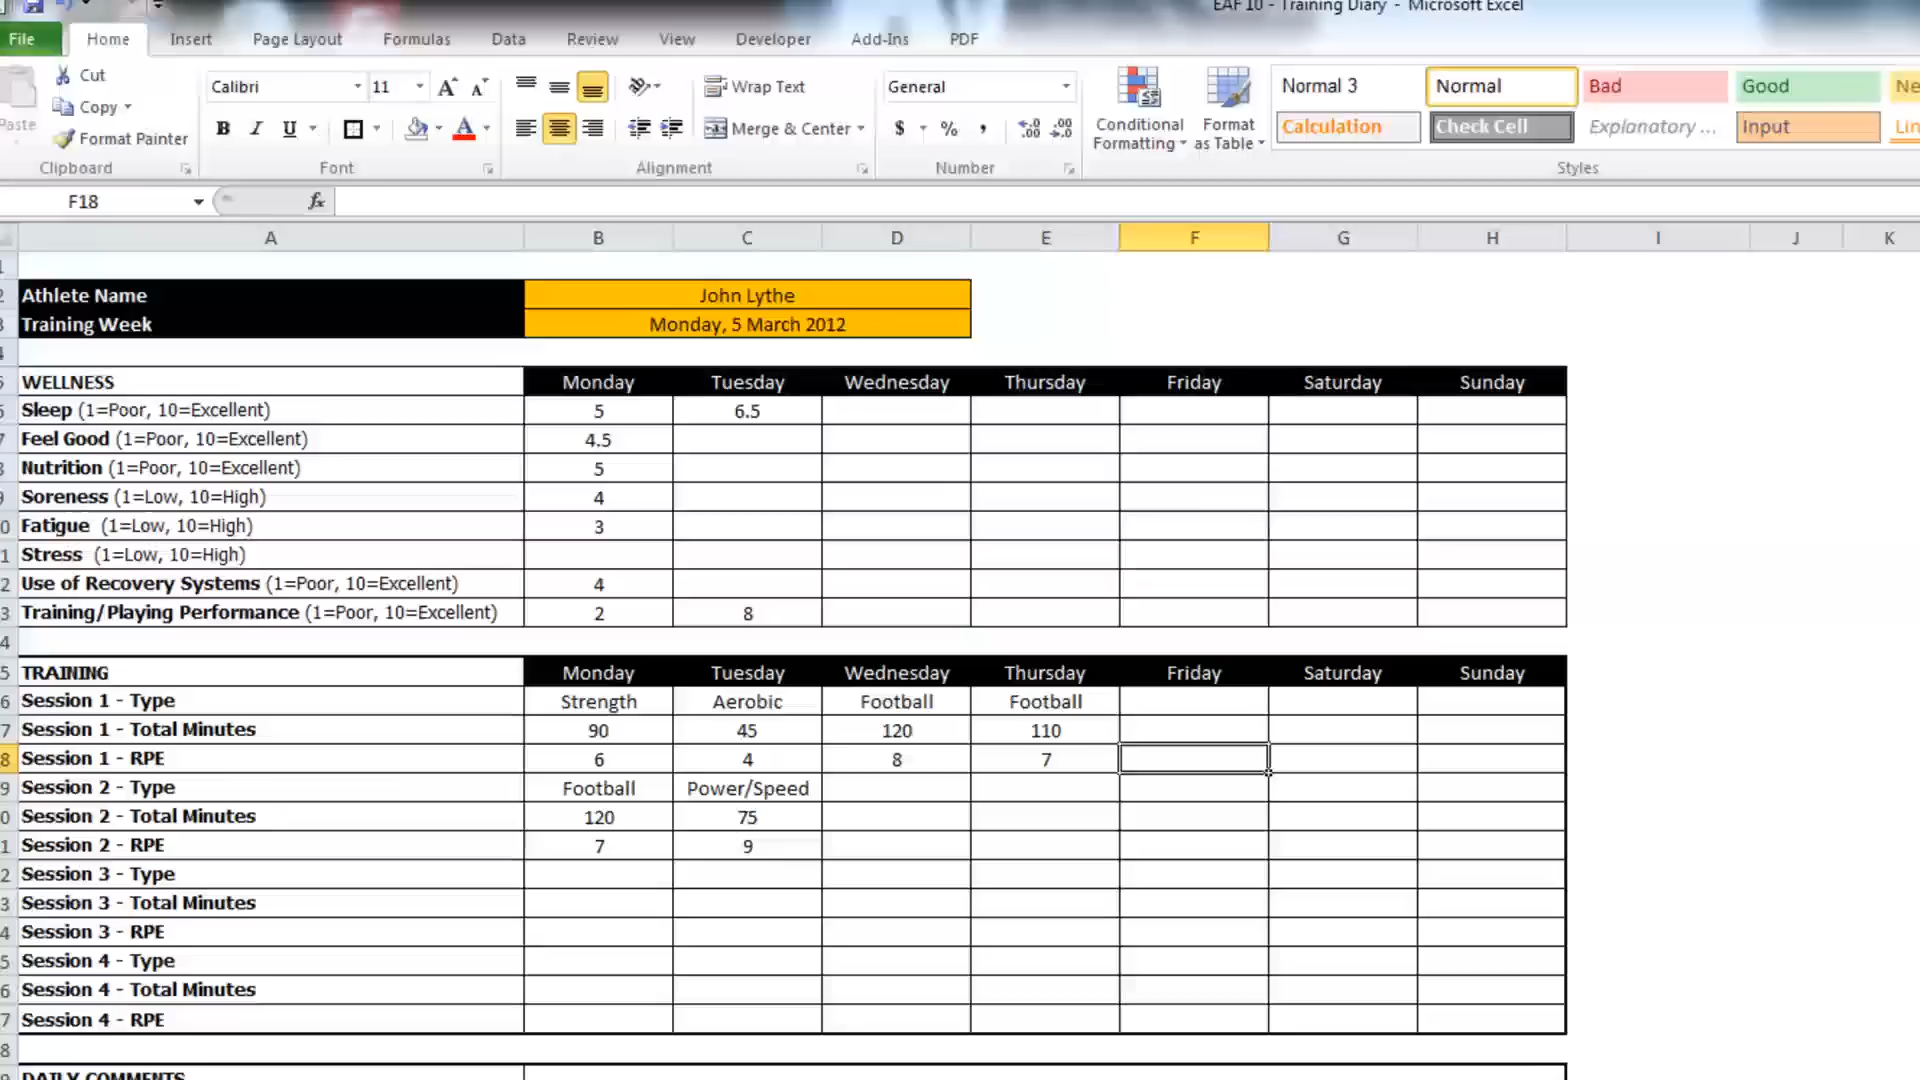 EAF 10 - Training Diary - Microsoft Excel
File Home Insert Page Layout Formulas Data Review View Developer Add-Ins PDF
Paste Cut Copy Format Painter
Calibri 11 A A Wrap Text General Conditional Formatting Format as Table Normal 3 Normal Bad Good Ne
B I U A Merge & Center $ % , Calculation Check Cell Explanatory ... Input Lin
Clipboard Font Alignment Number Styles
F18 fx
A B C D E F G H I J K
Athlete Name John Lythe
Training Week Monday, 5 March 2012
WELLNESS Monday Tuesday Wednesday Thursday Friday Saturday Sunday
Sleep (1=Poor, 10=Excellent) 5 6.5
Feel Good (1=Poor, 10=Excellent) 4.5
Nutrition (1=Poor, 10=Excellent) 5
Soreness (1=Low, 10=High) 4
Fatigue (1=Low, 10=High) 3
Stress (1=Low, 10=High)
Use of Recovery Systems (1=Poor, 10=Excellent) 4
Training/Playing Performance (1=Poor, 10=Excellent) 2 8
TRAINING Monday Tuesday Wednesday Thursday Friday Saturday Sunday
Session 1 - Type Strength Aerobic Football Football
Session 1 - Total Minutes 90 45 120 110
Session 1 - RPE 6 4 8 7
Session 2 - Type Football Power/Speed
Session 2 - Total Minutes 120 75
Session 2 - RPE 7 9
Session 3 - Type
Session 3 - Total Minutes
Session 3 - RPE
Session 4 - Type
Session 4 - Total Minutes
Session 4 - RPE
DAILY COMMENTS